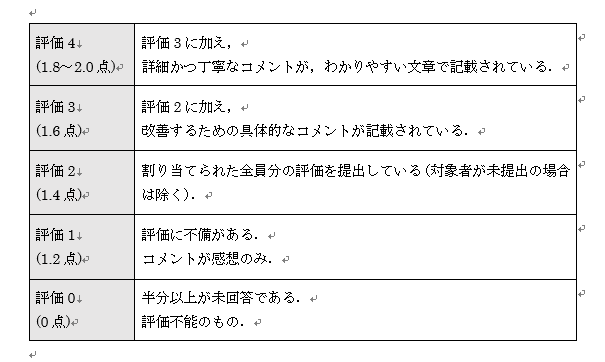 評価 4
(1.8～2.0 点)
評価 3 に加え，
詳細かつ丁寧なコメントが，わかりやすい文章で記載されている．
評価 3
(1.6 点)
評価 2 に加え，
改善するための具体的なコメントが記載されている．
評価 2
(1.4 点)
割り当てられた全員分の評価を提出している (対象者が未提出の場合
は除く)．
評価 1
(1.2 点)
評価に不備がある．
コメントが感想のみ．
評価 0
(0 点)
半分以上が未回答である．
評価不能のもの．